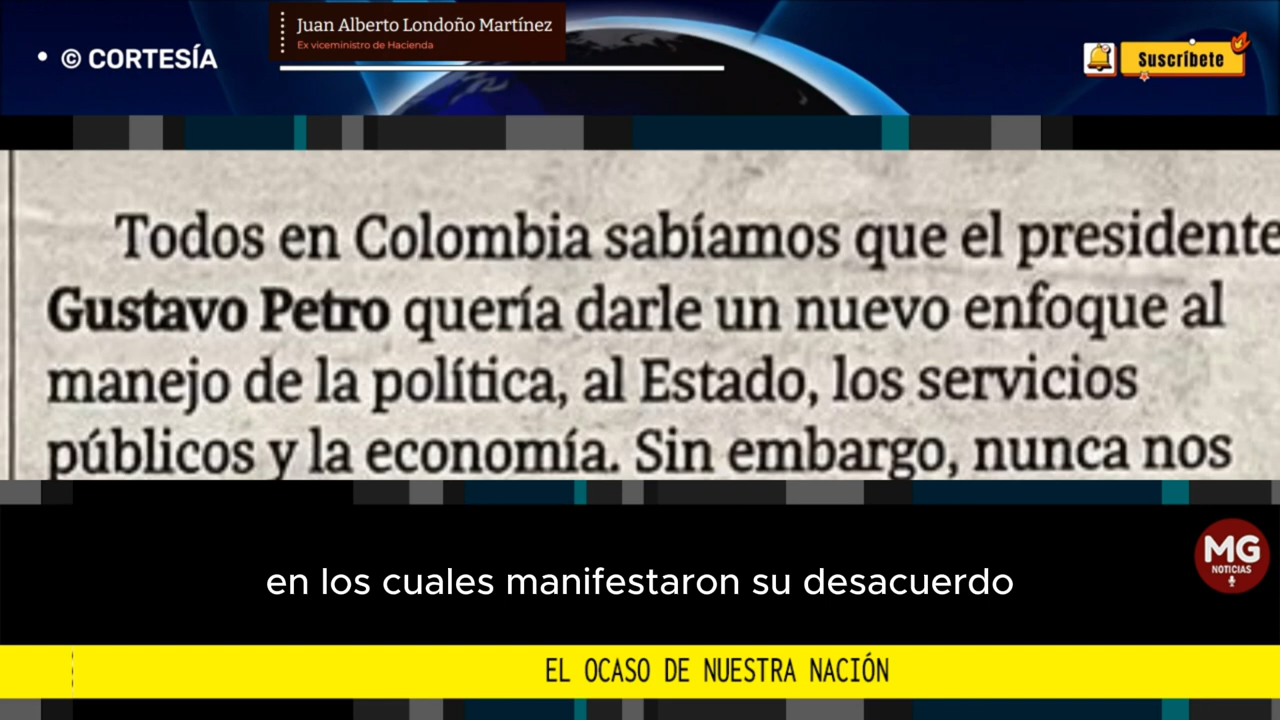 Juan Alberto Londoño Martínez
Ex viceministro de Hacienda
• © CORTESÍA
Suscríbete
Todos en Colombia sabíamos que el presidente
Gustavo Petro quería darle un nuevo enfoque al
manejo de la política, al Estado, los servicios
públicos y la economía. Sin embargo, nunca nos
MG
NOTICIAS
en los cuales manifestaron su desacuerdo
EL OCASO DE NUESTRA NACIÓN